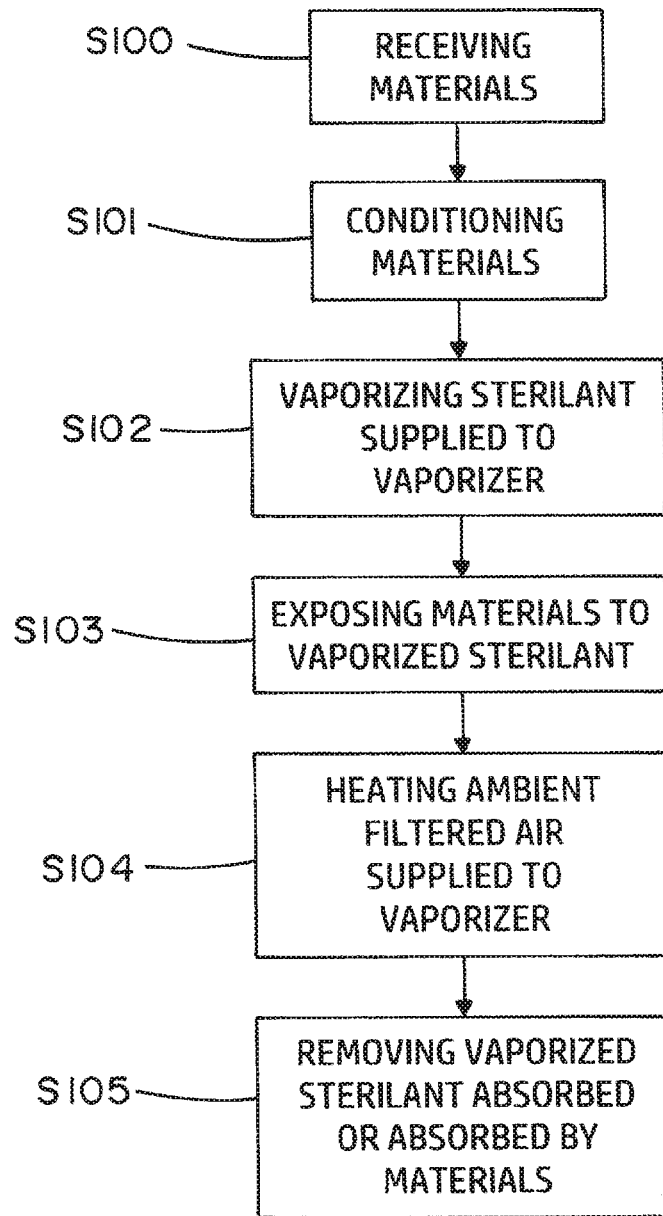 S100
RECEIVING
MATERIALS
S101
CONDITIONING
MATERIALS
S102
VAPORIZING STERILANT
SUPPLIED TO
VAPORIZER
S103
EXPOSING MATERIALS TO
VAPORIZED STERILANT
S104
HEATING AMBIENT
FILTERED AIR
SUPPLIED TO
VAPORIZER
S105
REMOVING VAPORIZED
STERILANT ABSORBED
OR ABSORBED BY
MATERIALS